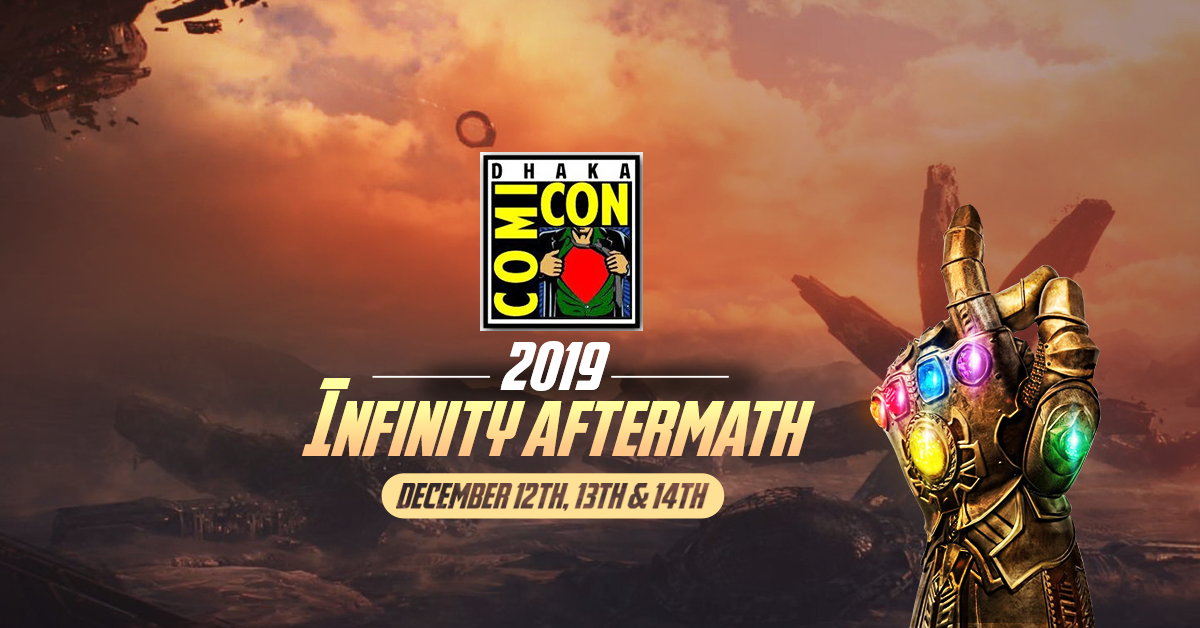 DHAKA
COMI
CON
2019
INFINITY AFTERMATH
DECEMBER 12TH, 13TH & 14TH